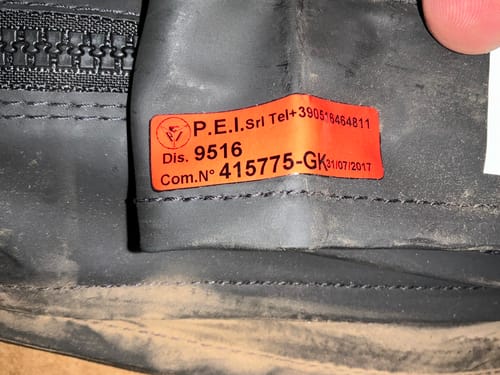 P.E.I.Srl Tel+390516464811
Dis. 9516
Com.N° 415775-GK31/07/2017